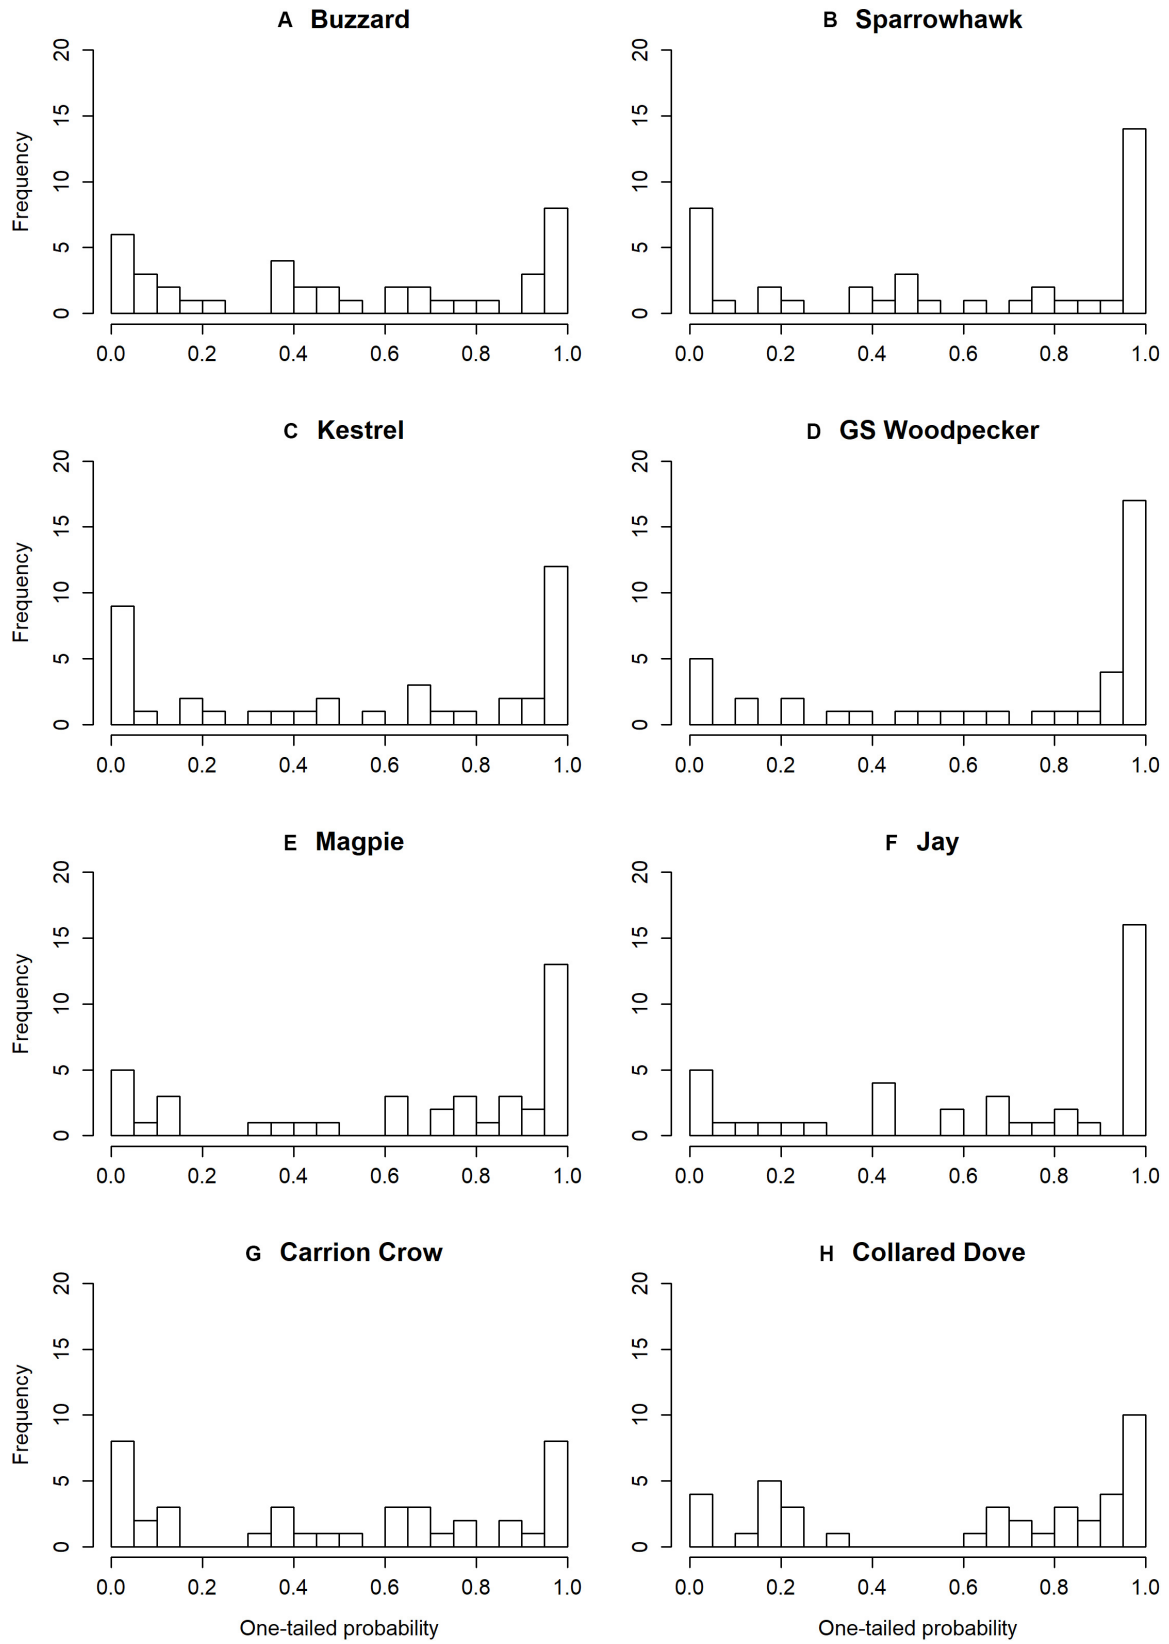 A Buzzard
B Sparrowhawk
Frequency
0 5 10 15 20
0.0 0.2 0.4 0.6 0.8 1.0
0 5 10 15 20
0.0 0.2 0.4 0.6 0.8 1.0
C Kestrel
D GS Woodpecker
Frequency
0 5 10 15 20
0.0 0.2 0.4 0.6 0.8 1.0
0 5 10 15 20
0.0 0.2 0.4 0.6 0.8 1.0
E Magpie
F Jay
Frequency
0 5 10 15 20
0.0 0.2 0.4 0.6 0.8 1.0
0 5 10 15 20
0.0 0.2 0.4 0.6 0.8 1.0
G Carrion Crow
H Collared Dove
Frequency
0 5 10 15 20
0.0 0.2 0.4 0.6 0.8 1.0
0 5 10 15 20
0.0 0.2 0.4 0.6 0.8 1.0
One-tailed probability
One-tailed probability